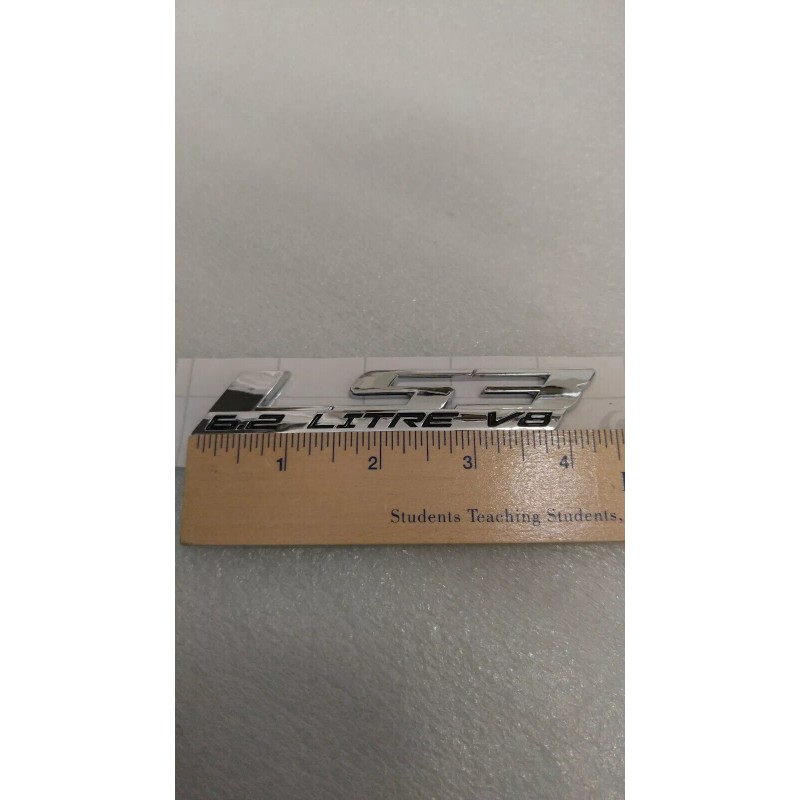 LS3
6.2 LITRE V8
1 2 3 4
Students Teaching Students,